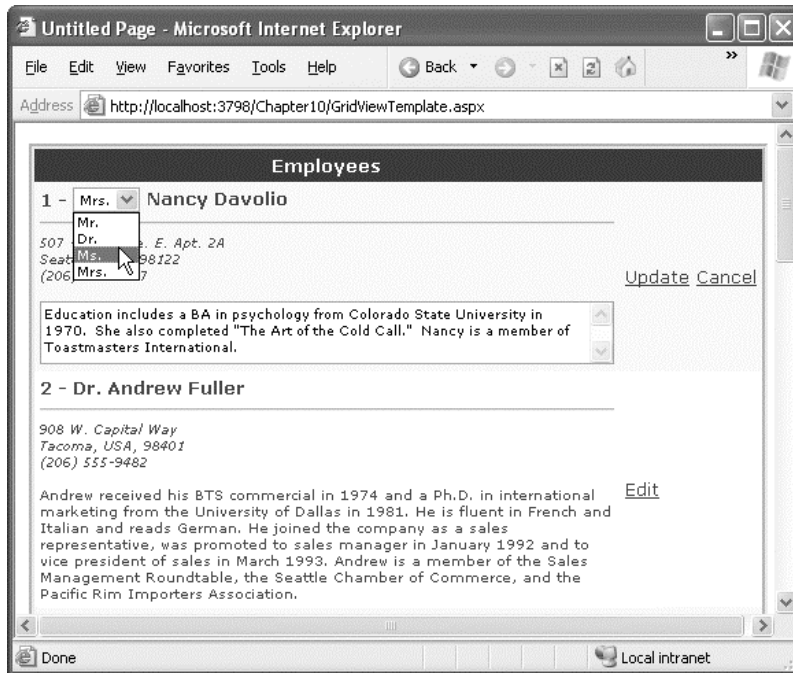 Untitled Page - Microsoft Internet Explorer
File Edit View Favorites Tools Help Back »
Address http://localhost:3798/Chapter10/GridViewTemplate.aspx
Employees
1 - Mrs. Nancy Davolio
Mr.
Dr.
Ms.
Mrs.
507 E. Apt. 2A
98122
(206)
Update Cancel
Education includes a BA in psychology from Colorado State University in
1970. She also completed "The Art of the Cold Call." Nancy is a member of
Toastmasters International.
2 - Dr. Andrew Fuller
908 W. Capital Way
Tacoma, USA, 98401
(206) 555-9482
Edit
Andrew received his BTS commercial in 1974 and a Ph.D. in international
marketing from the University of Dallas in 1981. He is fluent in French and
Italian and reads German. He joined the company as a sales
representative, was promoted to sales manager in January 1992 and to
vice president of sales in March 1993. Andrew is a member of the Sales
Management Roundtable, the Seattle Chamber of Commerce, and the
Pacific Rim Importers Association.
Done Local intranet